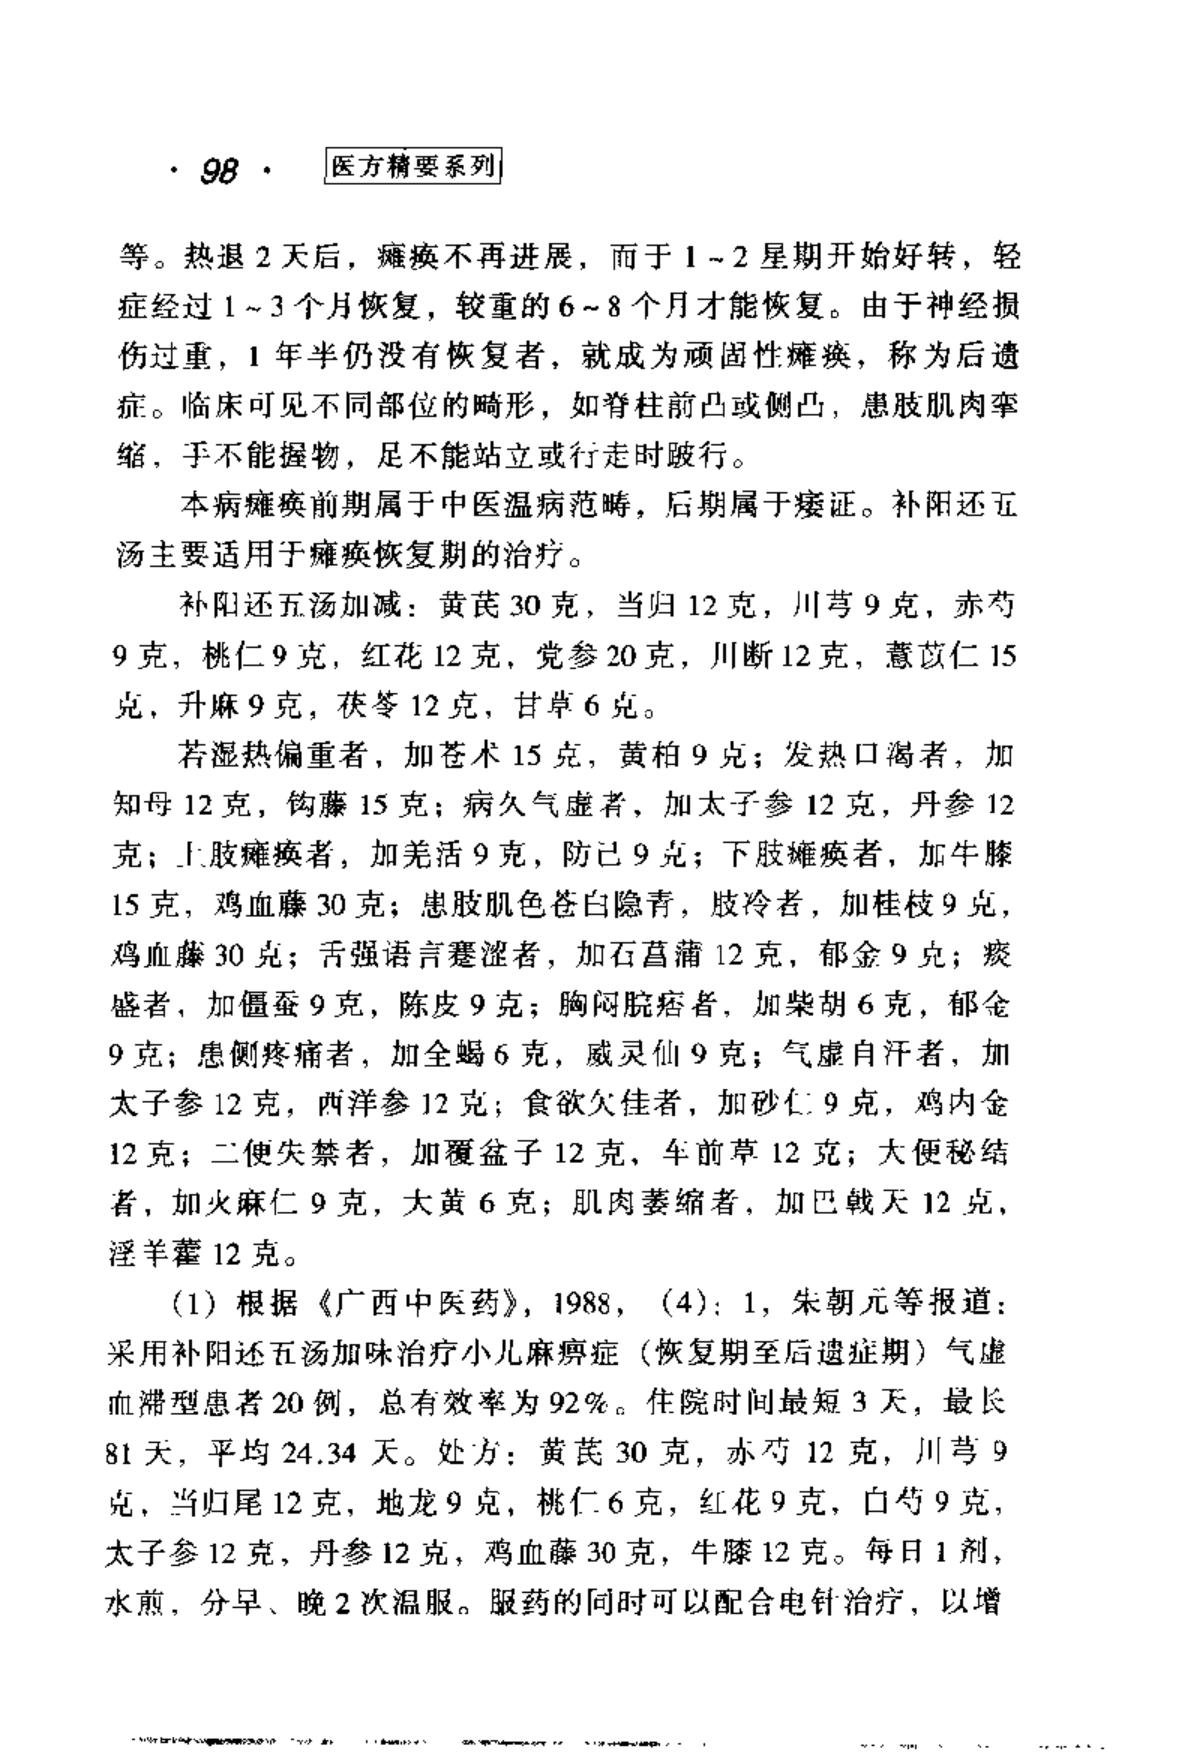 · 98 · 医方精要系列
等。热退 2 天后，瘫痪不再进展，而于 1～2 星期开始好转，轻
症经过 1～3 个月恢复，较重的 6～8 个月才能恢复。由于神经损
伤过重，1 年半仍没有恢复者，就成为顽固性瘫痪，称为后遗
症。临床可见不同部位的畸形，如脊柱前凸或侧凸，患肢肌肉挛
缩，手不能握物，足不能站立或行走时跛行。
本病瘫痪前期属于中医温病范畴，后期属于痿证。补阳还五
汤主要适用于瘫痪恢复期的治疗。
补阳还五汤加减：黄芪 30 克，当归 12 克，川芎 9 克，赤芍
9 克，桃仁 9 克，红花 12 克，党参 20 克，川断 12 克，薏苡仁 15
克，升麻 9 克，茯苓 12 克，甘草 6 克。
若湿热偏重者，加苍术 15 克，黄柏 9 克；发热口渴者，加
知母 12 克，钩藤 15 克；病久气虚者，加太子参 12 克，丹参 12
克；上肢瘫痪者，加羌活 9 克，防己 9 克；下肢瘫痪者，加牛膝
15 克，鸡血藤 30 克；患肢肌色苍白隐青，肢冷者，加桂枝 9 克，
鸡血藤 30 克；舌强语言蹇涩者，加石菖蒲 12 克，郁金 9 克；痰
盛者，加僵蚕 9 克，陈皮 9 克；胸闷脘痞者，加柴胡 6 克，郁金
9 克；患侧疼痛者，加全蝎 6 克，威灵仙 9 克；气虚自汗者，加
太子参 12 克，西洋参 12 克；食欲欠佳者，加砂仁 9 克，鸡内金
12 克；二便失禁者，加覆盆子 12 克，车前草 12 克；大便秘结
者，加火麻仁 9 克，大黄 6 克；肌肉萎缩者，加巴戟天 12 克，
淫羊藿 12 克。
(1) 根据《广西中医药》，1988，(4)：1，朱朝元等报道：
采用补阳还五汤加味治疗小儿麻痹症（恢复期至后遗症期）气虚
血滞型患者 20 例，总有效率为 92%。住院时间最短 3 天，最长
81 天，平均 24.34 天。处方：黄芪 30 克，赤芍 12 克，川芎 9
克，当归尾 12 克，地龙 9 克，桃仁 6 克，红花 9 克，白芍 9 克，
太子参 12 克，丹参 12 克，鸡血藤 30 克，牛膝 12 克。每日 1 剂，
水煎，分早、晚 2 次温服。服药的同时可以配合电针治疗，以增